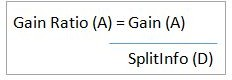 Gain Ratio (A) = Gain (A)
SplitInfo (D)